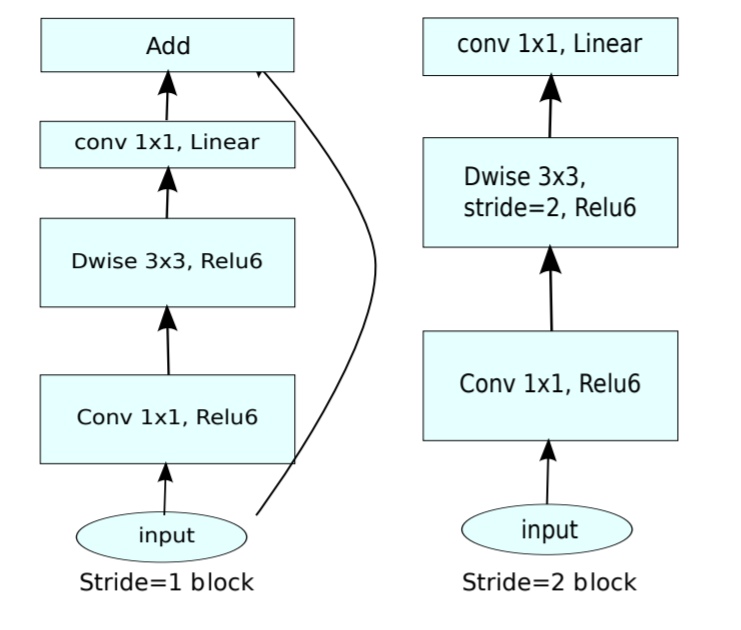 Add
conv 1x1, Linear
Dwise 3x3, Relu6
Conv 1x1, Relu6
input
Stride=1 block
conv 1x1, Linear
Dwise 3x3,
stride=2, Relu6
Conv 1x1, Relu6
input
Stride=2 block